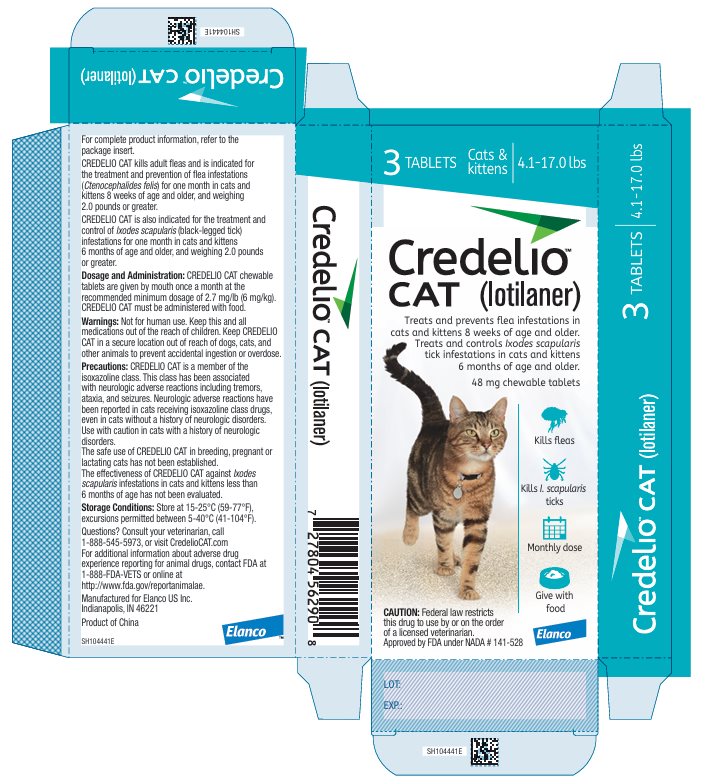 SH104441E
Credelio™ CAT (lotilaner)
For complete product information, refer to the
package insert.
CREDELIO CAT kills adult fleas and is indicated for
the treatment and prevention of flea infestations
(Ctenocephalides felis) for one month in cats and
kittens 8 weeks of age and older, and weighing
2.0 pounds or greater.
CREDELIO CAT is also indicated for the treatment and
control of Ixodes scapularis (black-legged tick)
infestations for one month in cats and kittens
6 months of age and older, and weighing 2.0 pounds
or greater.
Dosage and Administration: CREDELIO CAT chewable
tablets are given by mouth once a month at the
recommended minimum dosage of 2.7 mg/lb (6 mg/kg).
CREDELIO CAT must be administered with food.
Warnings: Not for human use. Keep this and all
medications out of the reach of children. Keep CREDELIO
CAT in a secure location out of reach of dogs, cats, and
other animals to prevent accidental ingestion or overdose.
Precautions: CREDELIO CAT is a member of the
isoxazoline class. This class has been associated
with neurologic adverse reactions including tremors,
ataxia, and seizures. Neurologic adverse reactions have
been reported in cats receiving isoxazoline class drugs,
even in cats without a history of neurologic disorders.
Use with caution in cats with a history of neurologic
disorders.
The safe use of CREDELIO CAT in breeding, pregnant or
lactating cats has not been established.
The effectiveness of CREDELIO CAT against Ixodes
scapularis infestations in cats and kittens less than
6 months of age has not been evaluated.
Storage Conditions: Store at 15-25°C (59-77°F),
excursions permitted between 5-40°C (41-104°F).
Questions? Consult your veterinarian, call
1-888-545-5973, or visit CredelioCAT.com
For additional information about adverse drug
experience reporting for animal drugs, contact FDA at
1-888-FDA-VETS or online at
http://www.fda.gov/reportanimalae.
Manufactured for Elanco US Inc.
Indianapolis, IN 46221
Product of China
SH104441E
Elanco
Credelio™ CAT (lotilaner)
7 27804 56290 8
3 TABLETS
Cats &
kittens
4.1-17.0 lbs
Credelio™
CAT (lotilaner)
Treats and prevents flea infestations in
cats and kittens 8 weeks of age and older.
Treats and controls Ixodes scapularis
tick infestations in cats and kittens
6 months of age and older.
48 mg chewable tablets
Kills fleas
Kills I. scapularis
ticks
Monthly dose
Give with
food
CAUTION: Federal law restricts
this drug to use by or on the order
of a licensed veterinarian.
Approved by FDA under NADA # 141-528
Elanco
3 TABLETS 4.1-17.0 lbs
Credelio™ CAT (lotilaner)
LOT:
EXP.:
SH104441E